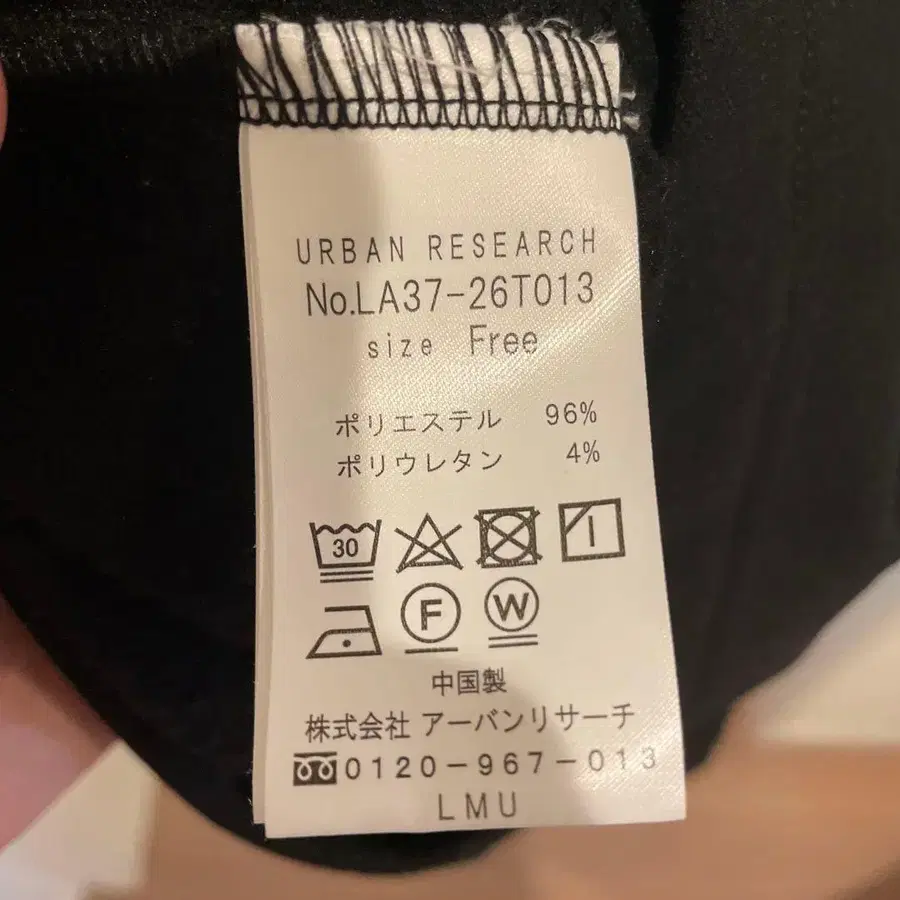 URBAN RESEARCH
No.LA37-26T013
size Free
ポリエステル 96%
ポリウレタン 4%
30
F W
中国製
株式会社 アーバンリサーチ
0120-967-013
LMU